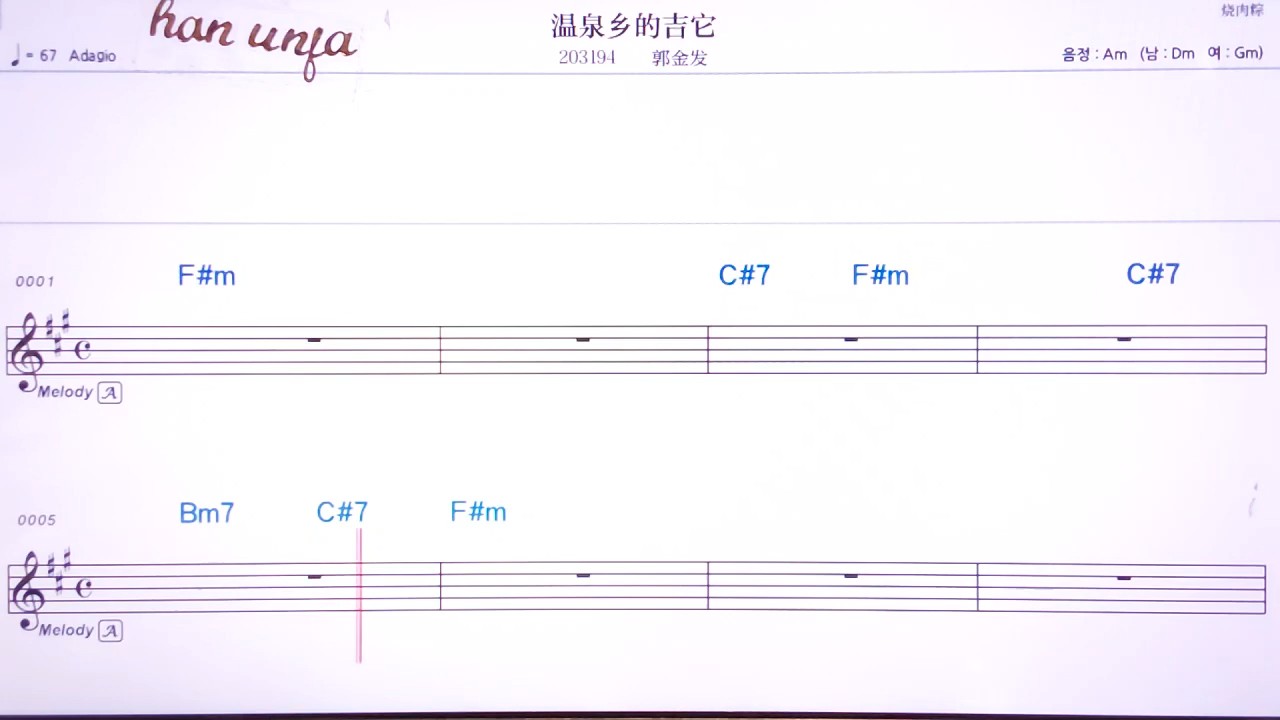 han unfa
温泉乡的吉它
烧肉粽
♩= 67 Adagio
203194 郭金发
음정 : Am (남 : Dm 여 : Gm)
0001
F#m C#7 F#m C#7
Melody A
0005
Bm7 C#7 F#m
Melody A